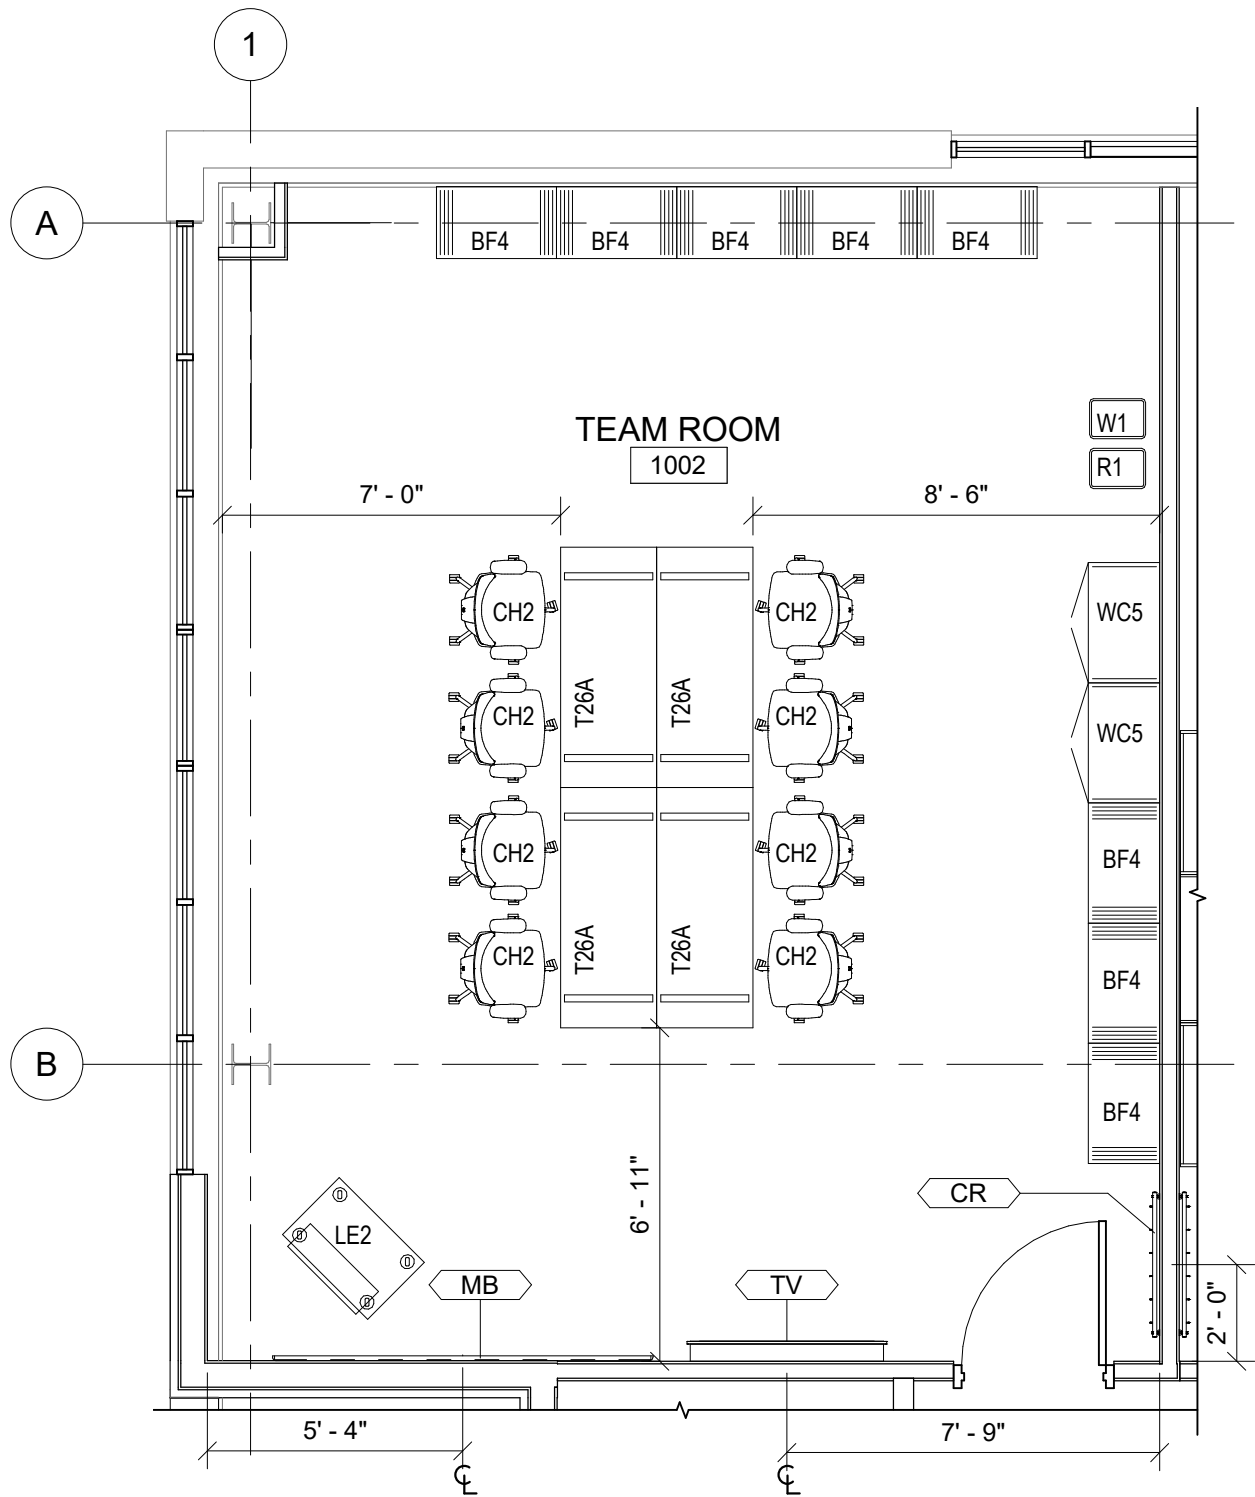 1
A
BF4 BF4 BF4 BF4 BF4
TEAM ROOM
1002
W1
R1
7' - 0" 8' - 6"
CH2 CH2 WC5
T26A T26A
CH2 CH2 WC5
CH2 CH2 BF4
T26A T26A
CH2 CH2 BF4
B
BF4
6' - 11"
CR
LE2
MB TV
2' - 0"
5' - 4" 7' - 9"
℄ ℄